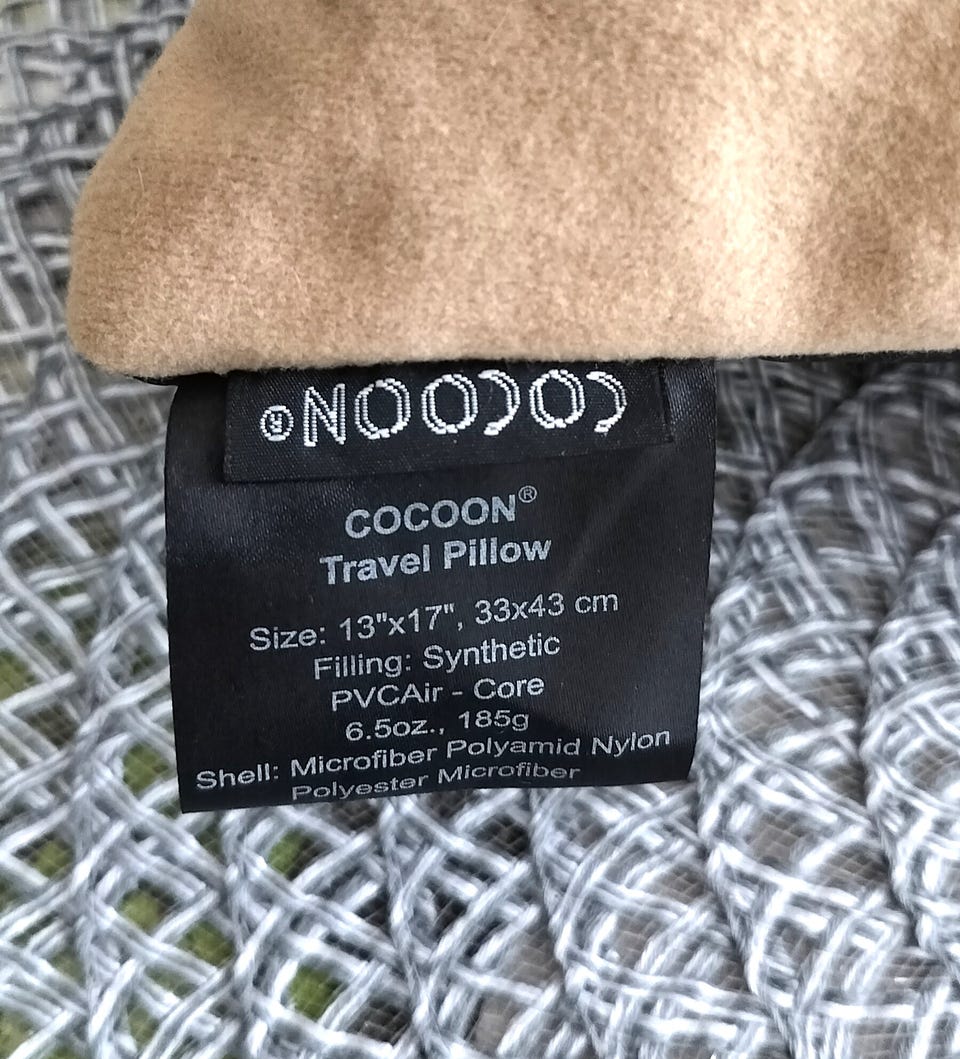 COCOON®
COCOON®
Travel Pillow
Size: 13"x17", 33x43 cm
Filling: Synthetic
PVCAir - Core
6.5oz., 185g
Shell: Microfiber Polyamid Nylon
Polyester Microfiber